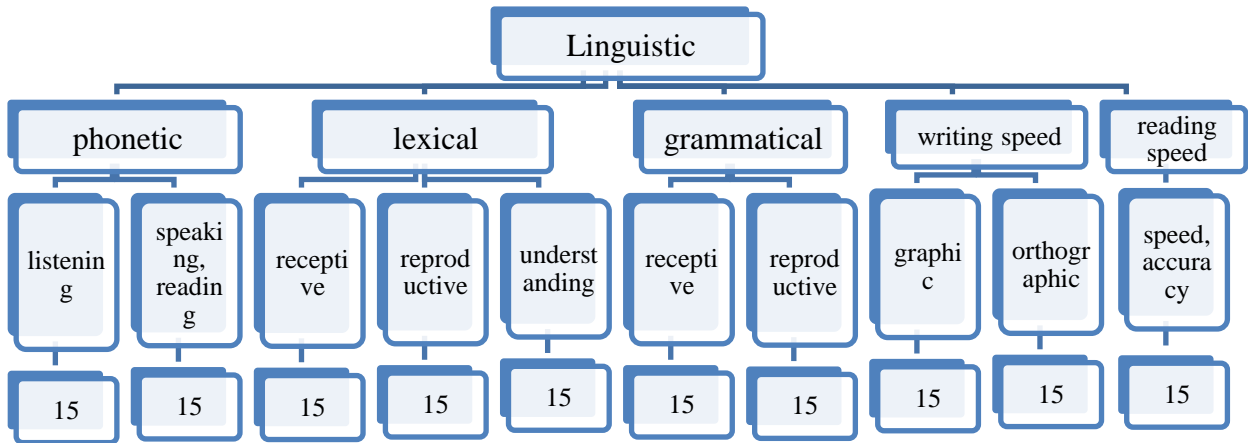 Linguistic
phonetic
lexical
grammatical
writing speed
reading
speed
listenin
g
speaki
ng,
readin
g
recepti
ve
reprod
uctive
underst
anding
recepti
ve
reprod
uctive
graphi
c
orthogr
aphic
speed,
accura
cy
15
15
15
15
15
15
15
15
15
15